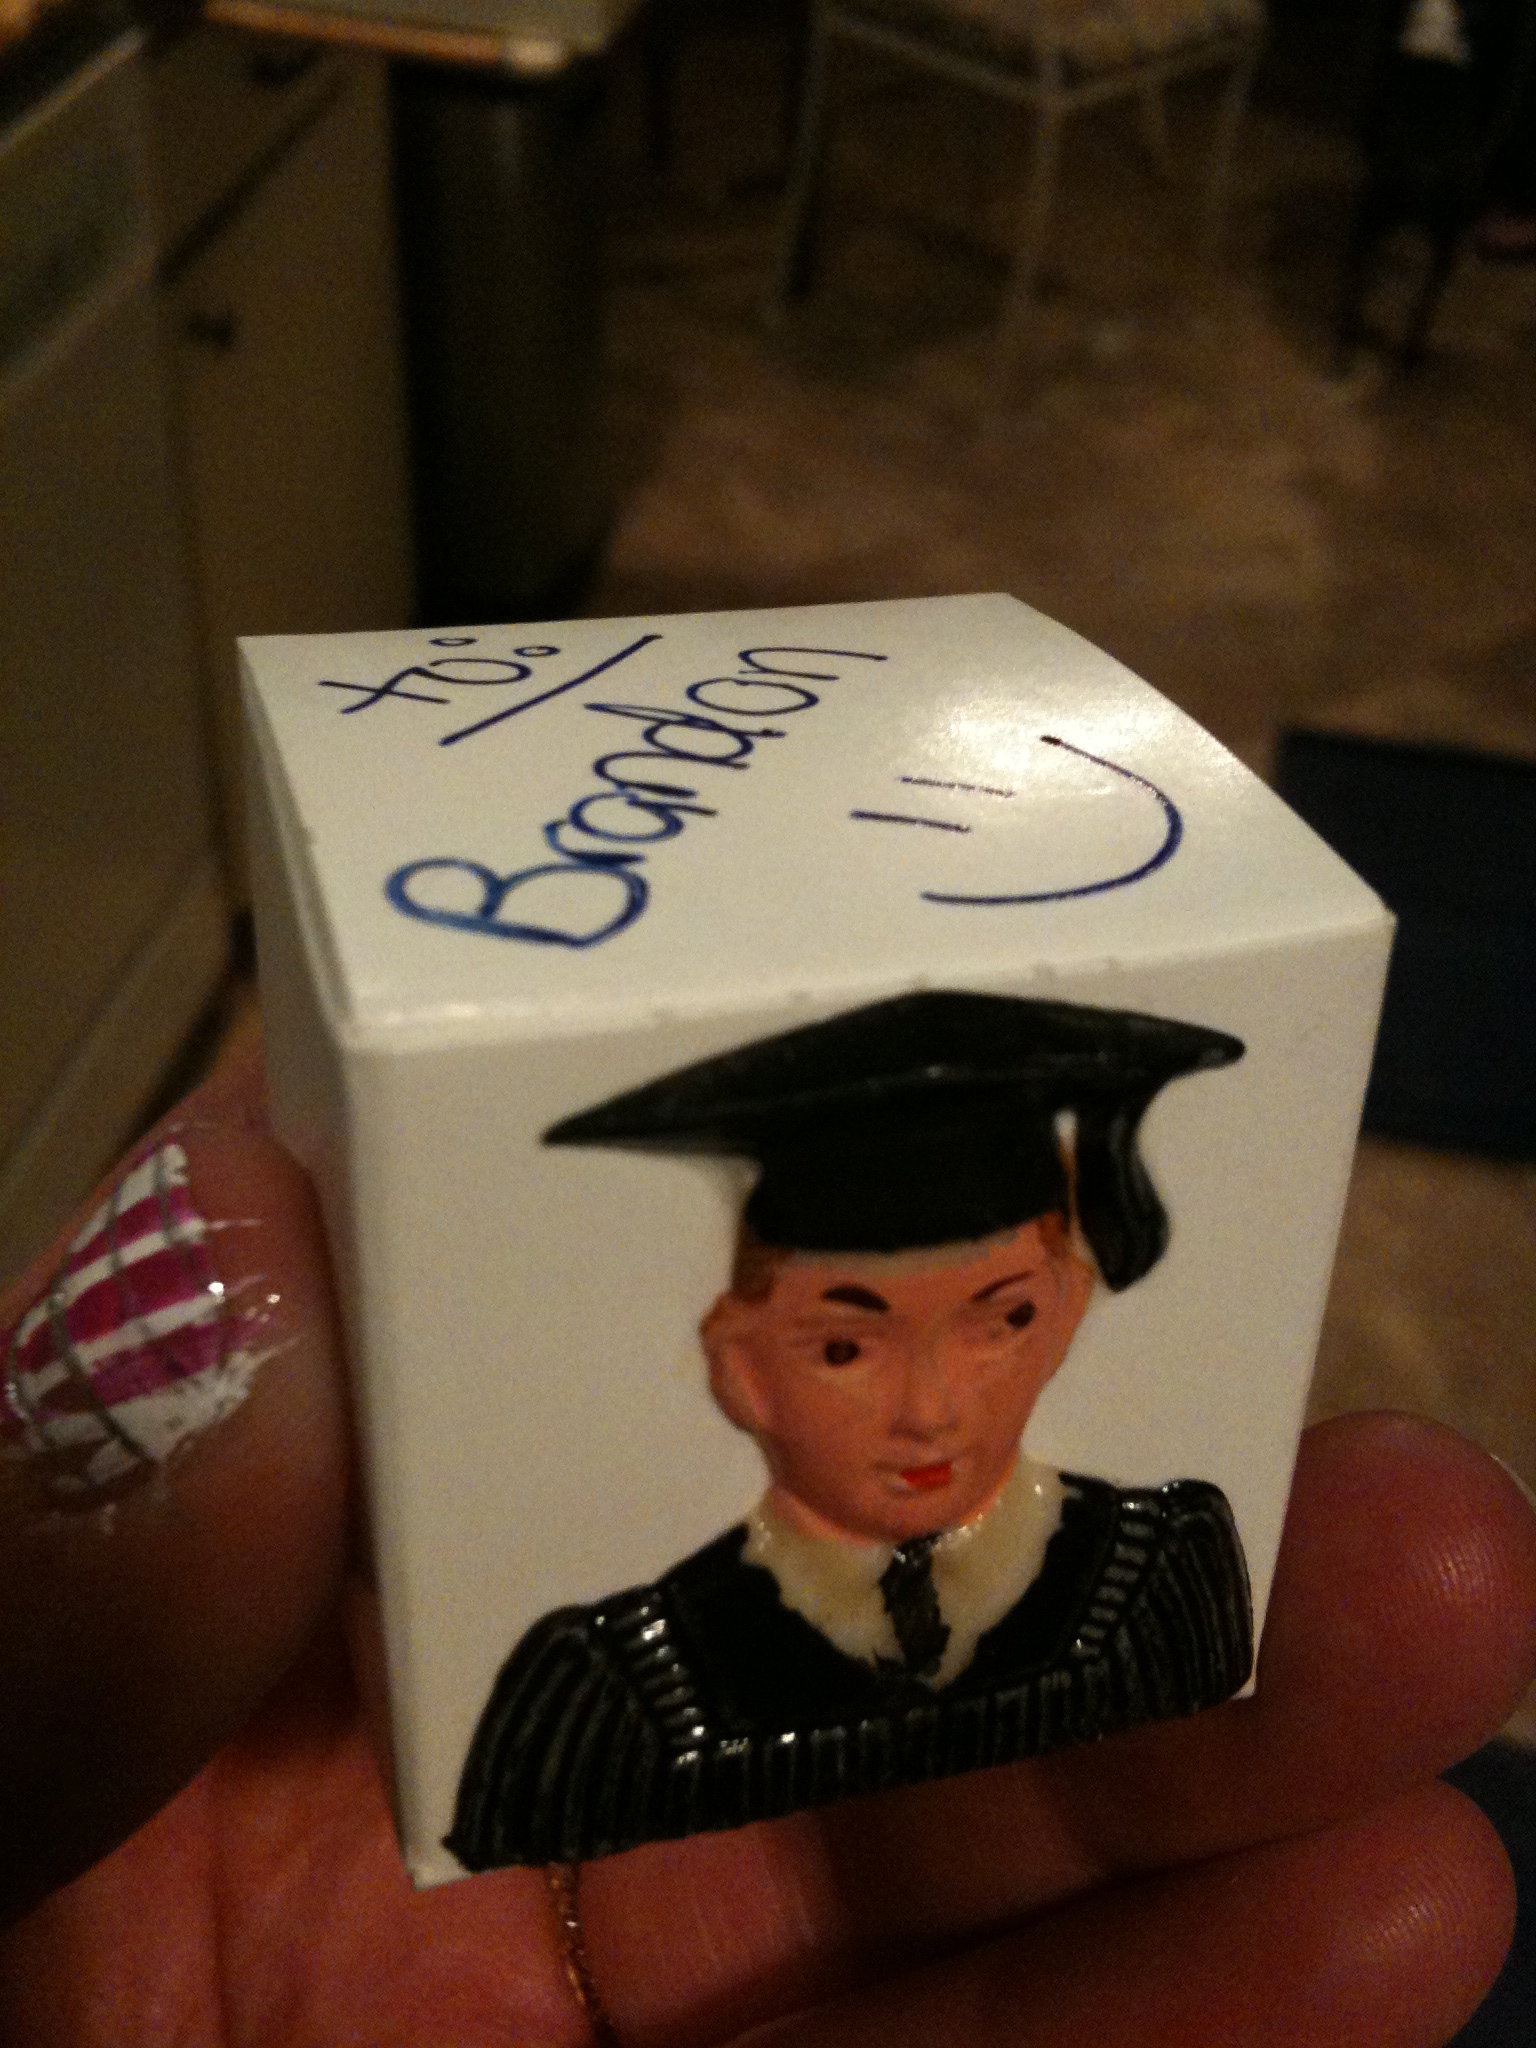 to:
Brandon
=)